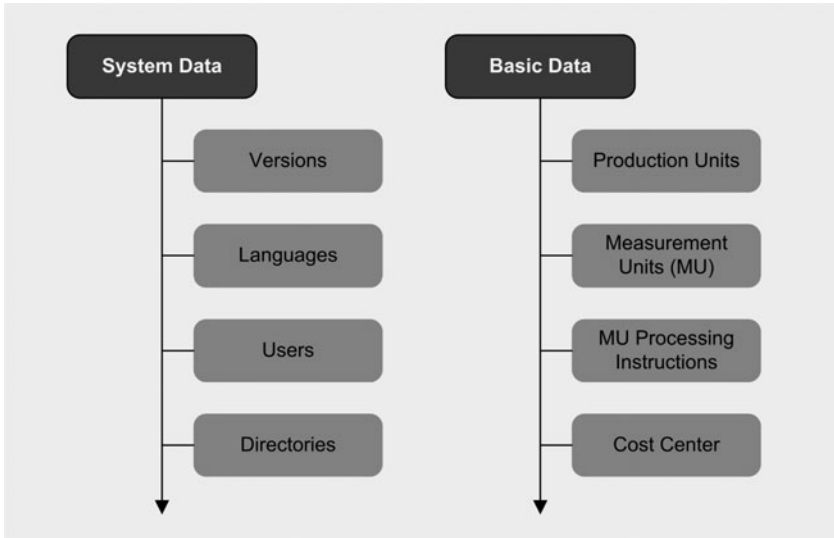 System Data
Versions
Languages
Users
Directories
Basic Data
Production Units
Measurement
Units (MU)
MU Processing
Instructions
Cost Center